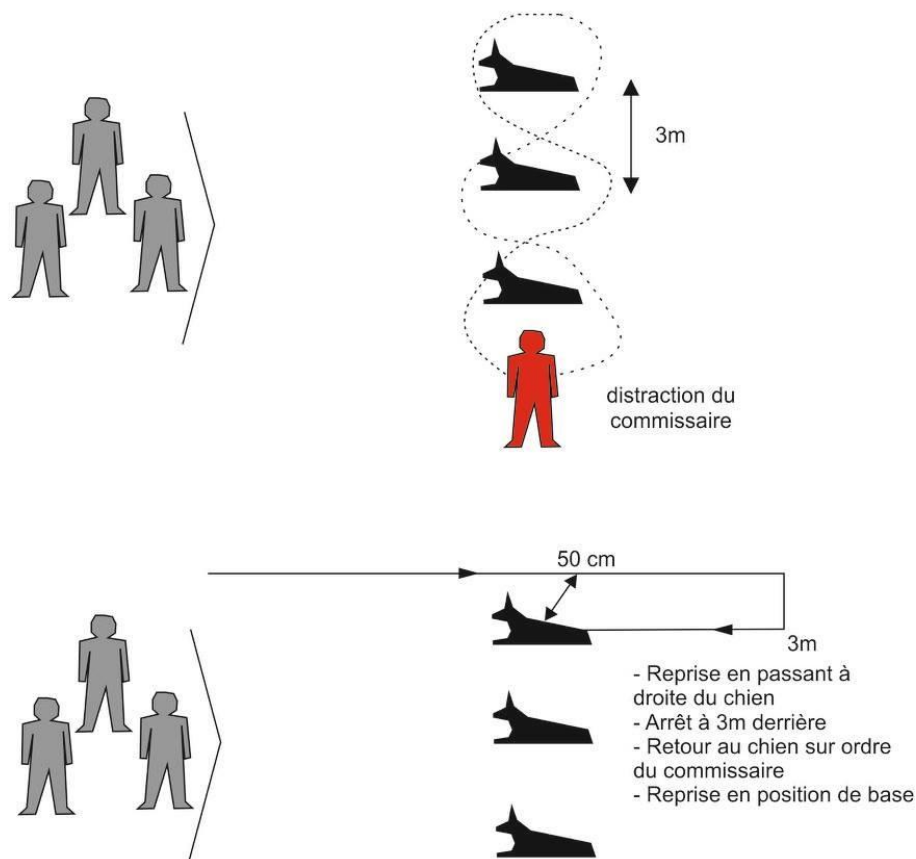 3m
distraction du
commissaire
50 cm
3m
- Reprise en passant à
droite du chien
- Arrêt à 3m derrière
- Retour au chien sur ordre
du commissaire
- Reprise en position de base